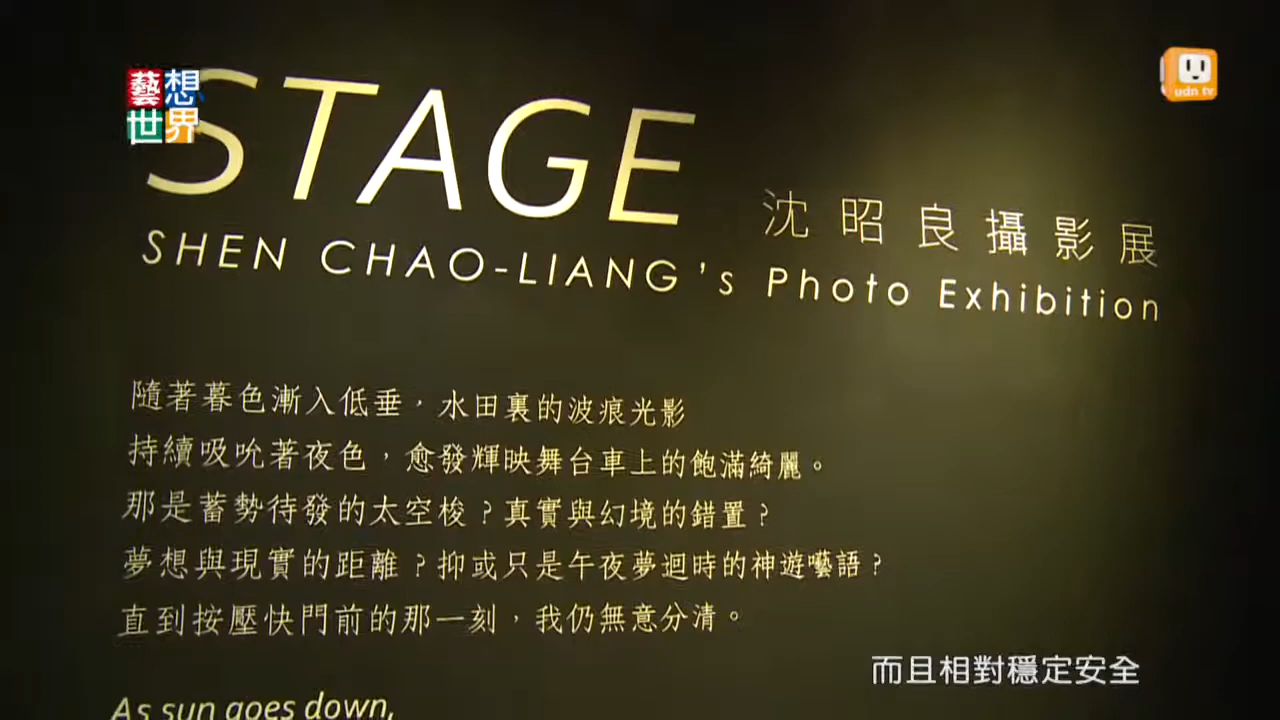 藝想
世界
udn tv
STAGE
沈昭良攝影展
SHEN CHAO-LIANG's Photo Exhibition
隨著暮色漸入低垂，水田裏的波痕光影
持續吸吮著夜色，愈發輝映舞台車上的飽滿綺麗。
那是蓄勢待發的太空梭？真實與幻境的錯置？
夢想與現實的距離？抑或只是午夜夢迴時的神遊囈語？
直到按壓快門前的那一刻，我仍無意分清。
As sun goes down,
而且相對穩定安全